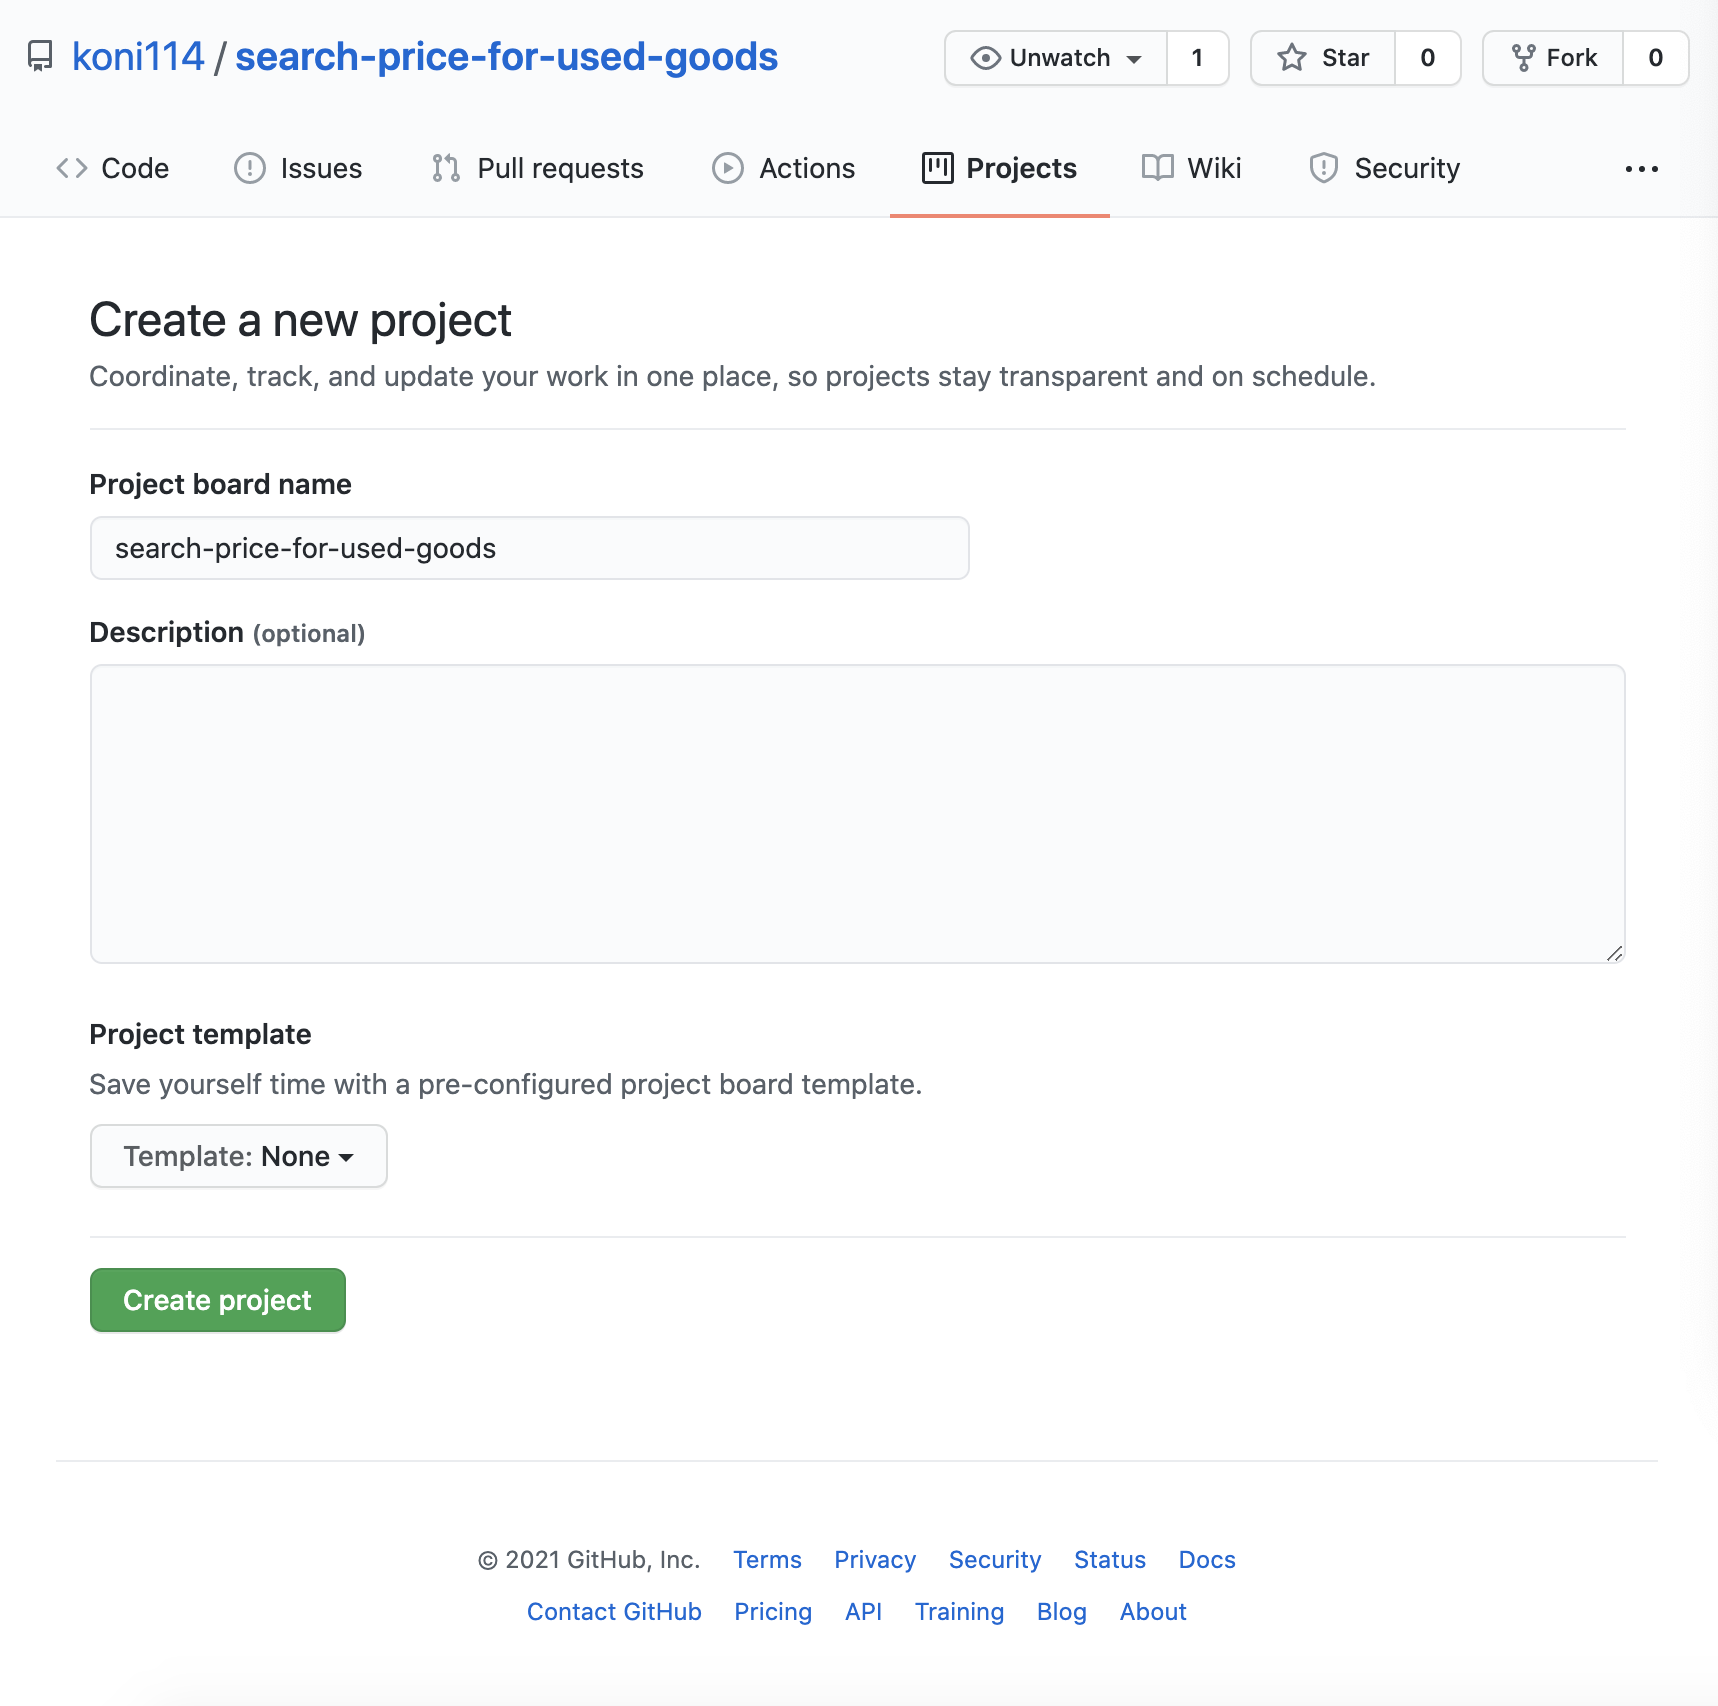 koni114 / search-price-for-used-goods Unwatch 1 Star 0 Fork 0
Code Issues Pull requests Actions Projects Wiki Security ...
Create a new project
Coordinate, track, and update your work in one place, so projects stay transparent and on schedule.
Project board name
search-price-for-used-goods
Description (optional)
Project template
Save yourself time with a pre-configured project board template.
Template: None
Create project
© 2021 GitHub, Inc. Terms Privacy Security Status Docs
Contact GitHub Pricing API Training Blog About